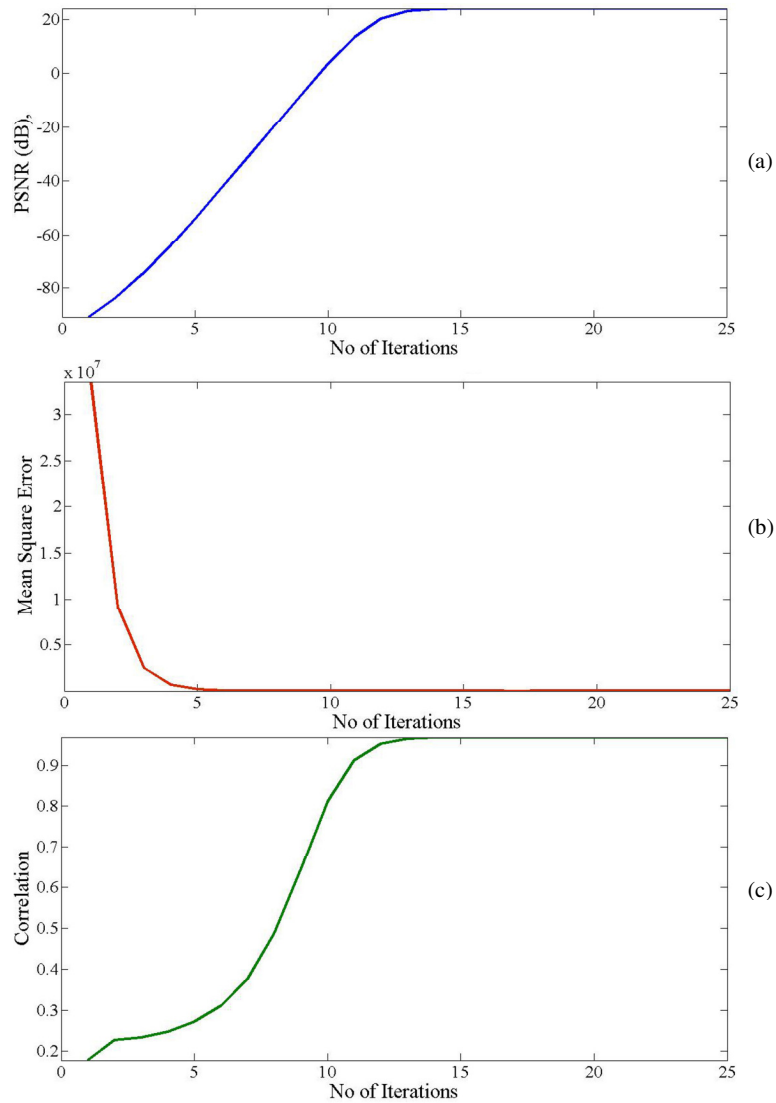 20
0
-20
-40
-60
-80
PSNR (dB),
0 5 10 15 20 25
No of Iterations
(a)
x 10^7
3
2.5
2
1.5
1
0.5
Mean Square Error
0 5 10 15 20 25
No of Iterations
(b)
0.9
0.8
0.7
0.6
0.5
0.4
0.3
0.2
Correlation
0 5 10 15 20 25
No of Iterations
(c)